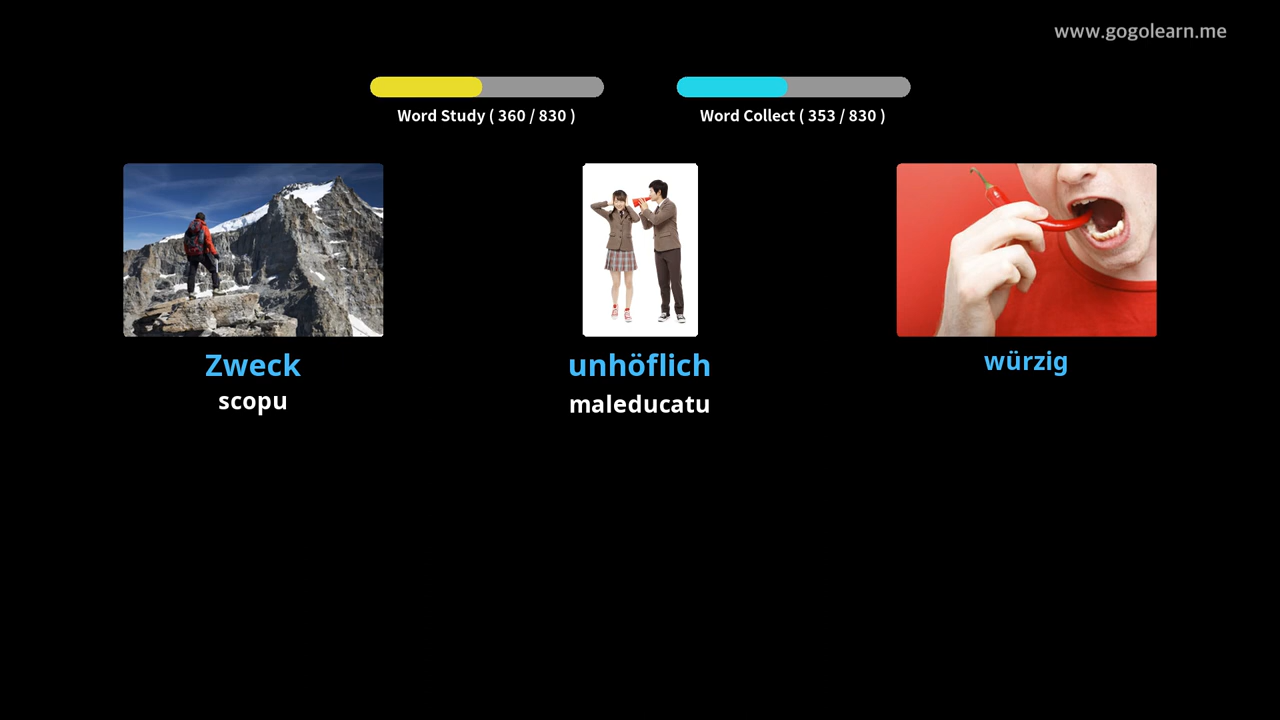 www.gogolearn.me
Word Study ( 360 / 830 )
Word Collect ( 353 / 830 )
Zweck
scopu
unhöflich
maleducatu
würzig